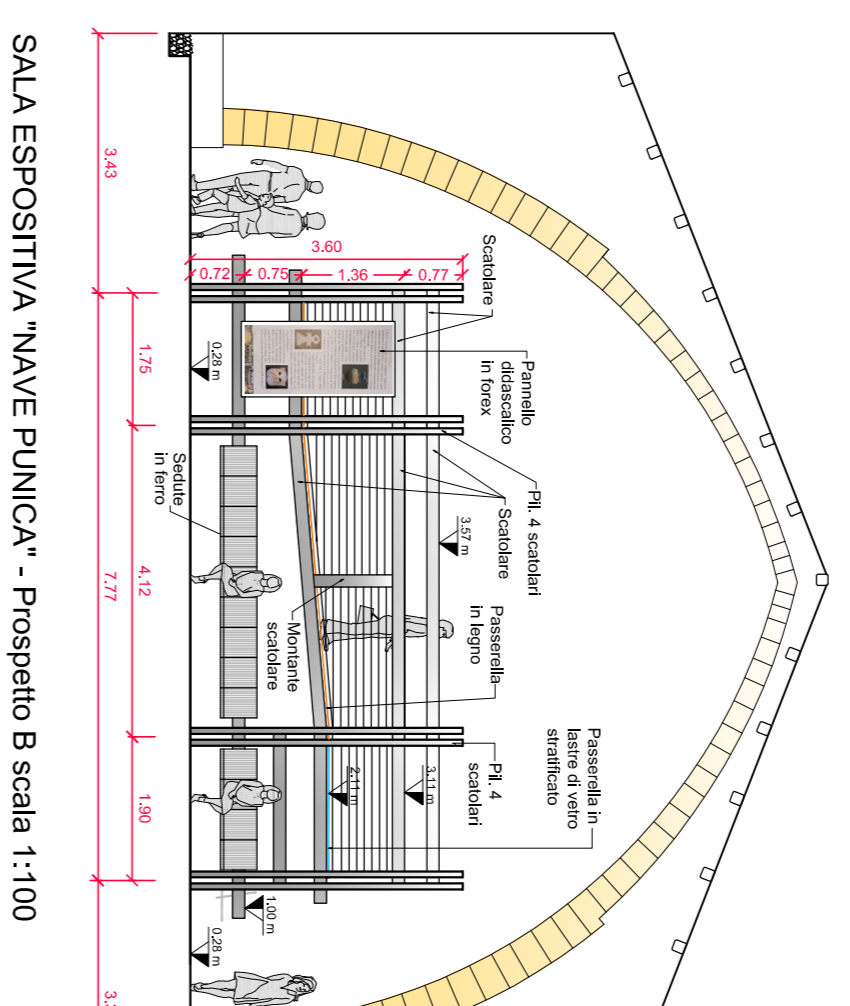 SALA ESPOSITIVA "NAVE PUNICA" - Prospetto B scala 1:100
Scatolare
Pannello
didascalico
in forex
Pil. 4 scatolari
Scatolare
3.57 m
Passerella
in legno
Passerella in
lastre di vetro
stratificato
Pil. 4
scatolari
3.11 m
2.11 m
Montante
scatolare
Sedute
in ferro
0.28 m
1.00 m
0.28 m
3.60
0.72
0.75
1.36
0.77
1.75
4.12
1.90
3.43
7.77